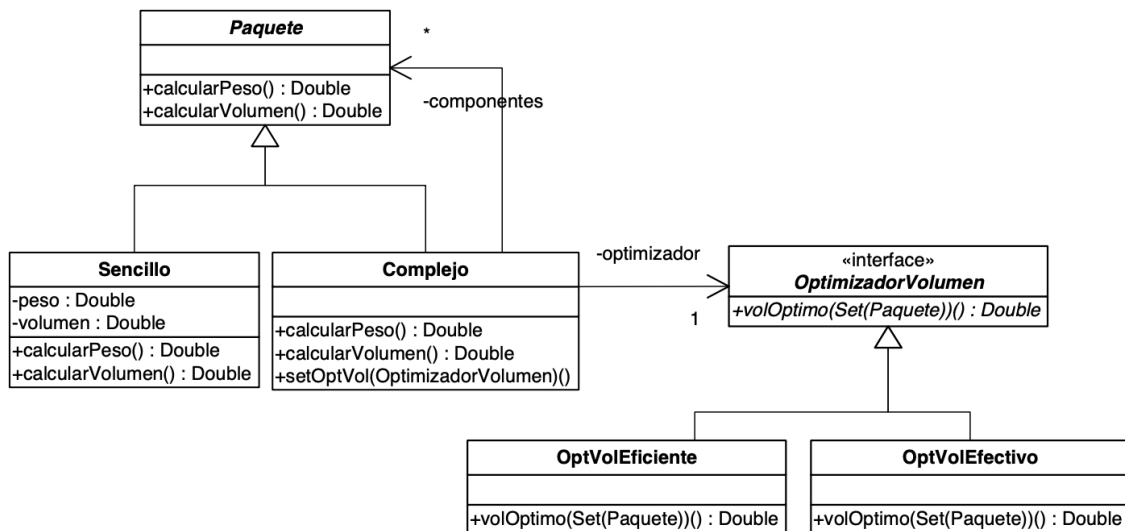 Paquete
*
+calcularPeso() : Double
+calcularVolumen() : Double
-componentes
Sencillo
-peso : Double
-volumen : Double
+calcularPeso() : Double
+calcularVolumen() : Double
Complejo
+calcularPeso() : Double
+calcularVolumen() : Double
+setOptVol(OptimizadorVolumen)()
-optimizador
1
«interface»
OptimizadorVolumen
+volOptimo(Set(Paquete))() : Double
OptVolEficiente
+volOptimo(Set(Paquete))() : Double
OptVolEfectivo
+volOptimo(Set(Paquete))() : Double